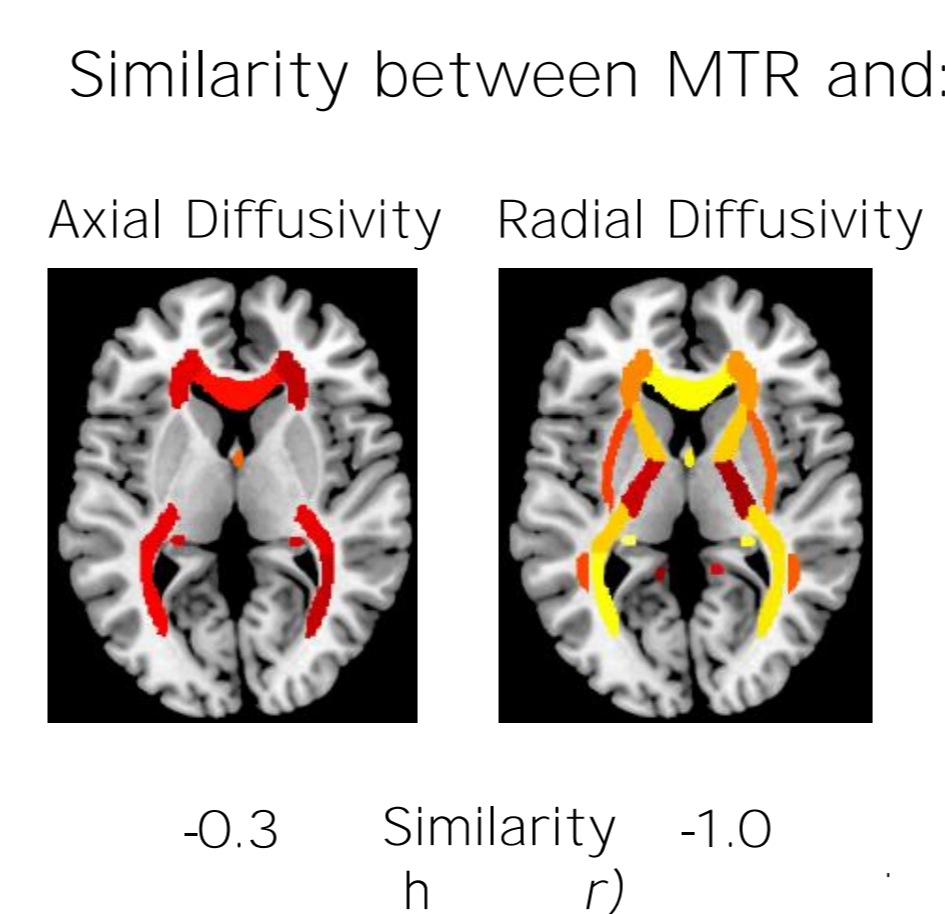 Similarity between MTR and:
Axial Diffusivity Radial Diffusivity
-0.3 Similarity -1.0
h r)